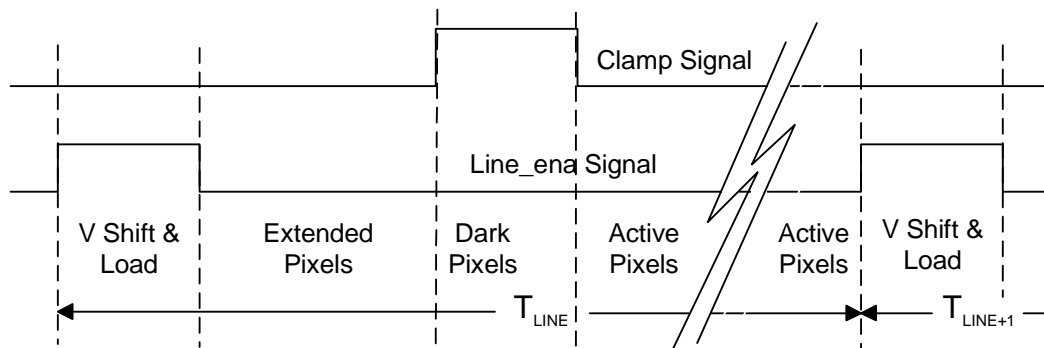 Clamp Signal
Line_ena Signal
V Shift &
Load
Extended
Pixels
Dark
Pixels
Active
Pixels
Active
Pixels
V Shift &
Load
TLINE
TLINE+1